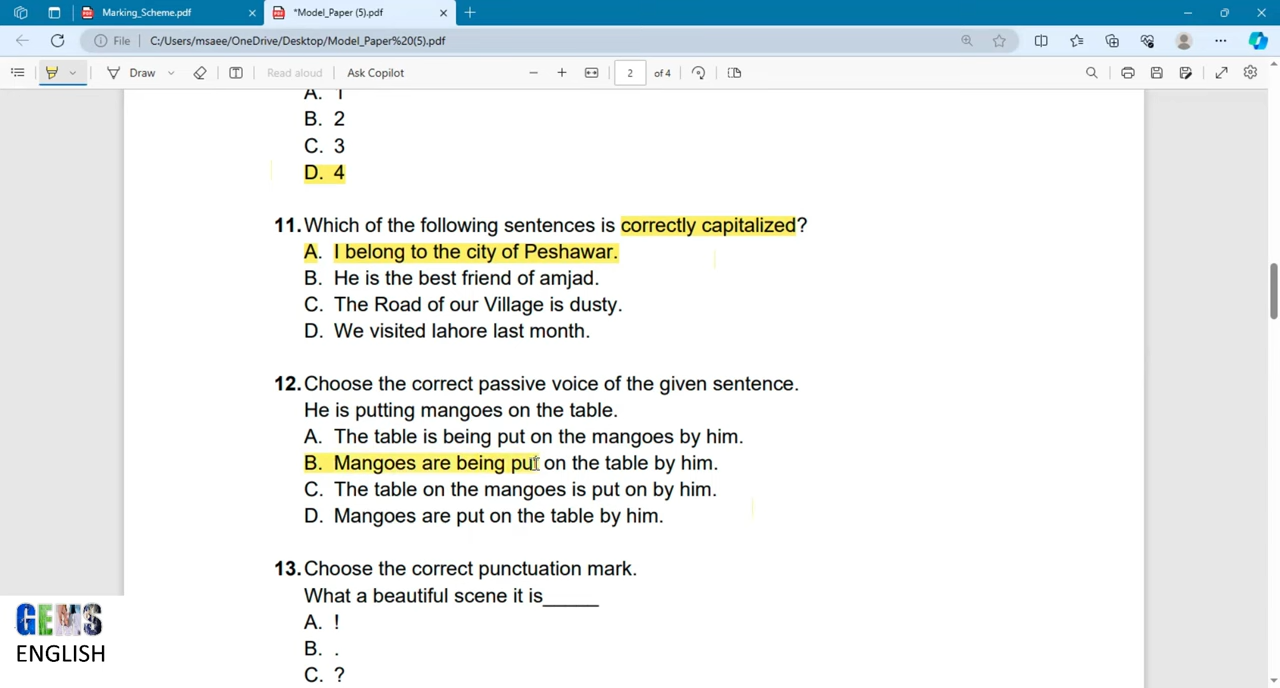 Marking_Scheme.pdf
*Model_Paper (5).pdf
File
C:/Users/msaee/OneDrive/Desktop/Model_Paper%20(5).pdf
Draw
Read aloud
Ask Copilot
2 of 4
A. 1
B. 2
C. 3
D. 4
11. Which of the following sentences is correctly capitalized?
A. I belong to the city of Peshawar.
B. He is the best friend of amjad.
C. The Road of our Village is dusty.
D. We visited lahore last month.
12. Choose the correct passive voice of the given sentence.
He is putting mangoes on the table.
A. The table is being put on the mangoes by him.
B. Mangoes are being put on the table by him.
C. The table on the mangoes is put on by him.
D. Mangoes are put on the table by him.
13. Choose the correct punctuation mark.
What a beautiful scene it is______
A. !
B. .
C. ?
GEMS
ENGLISH